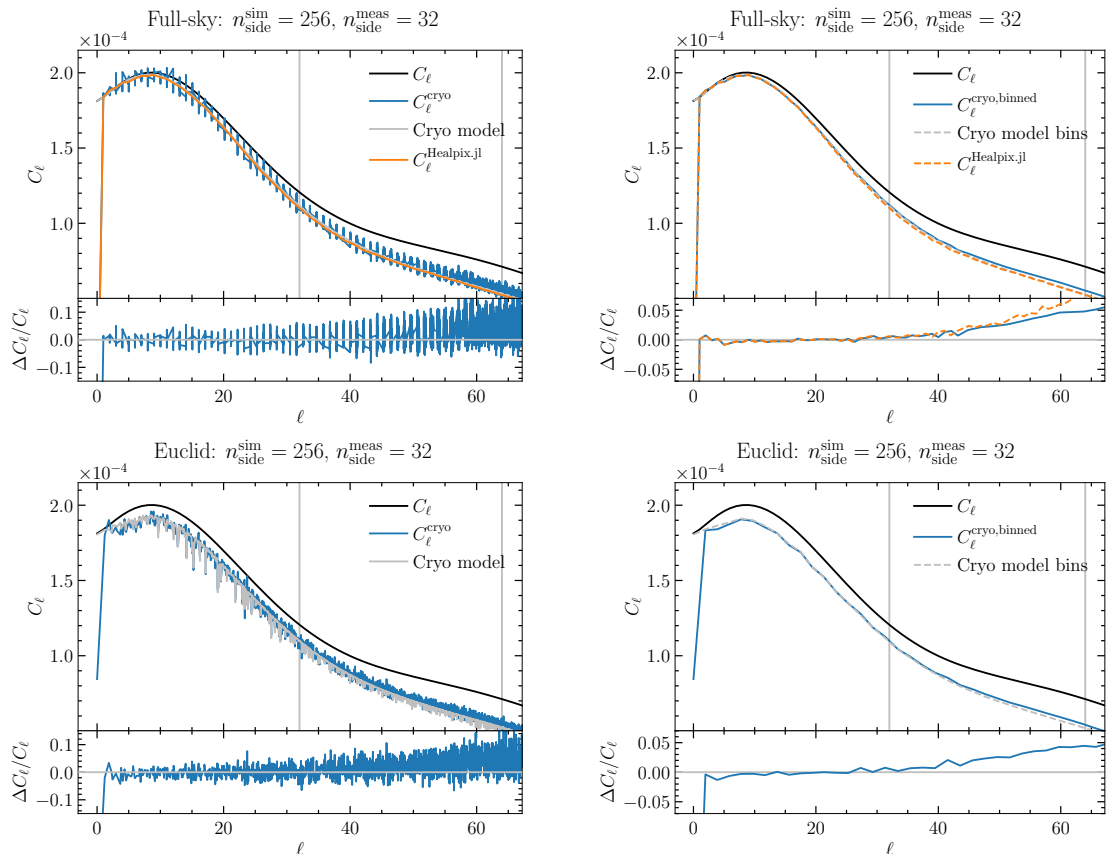 Full-sky: n_side^sim = 256, n_side^meas = 32
×10⁻⁴
2.0
1.5
1.0
C_ℓ
C_ℓ
C_ℓ^cryo
Cryo model
C_ℓ^Healpix.jl
0.1
0.0
−0.1
ΔC_ℓ/C_ℓ
0 20 40 60
ℓ
Full-sky: n_side^sim = 256, n_side^meas = 32
×10⁻⁴
2.0
1.5
1.0
C_ℓ
C_ℓ
C_ℓ^cryo,binned
Cryo model bins
C_ℓ^Healpix.jl
0.05
0.00
−0.05
ΔC_ℓ/C_ℓ
0 20 40 60
ℓ
Euclid: n_side^sim = 256, n_side^meas = 32
×10⁻⁴
2.0
1.5
1.0
C_ℓ
C_ℓ
C_ℓ^cryo
Cryo model
0.1
0.0
−0.1
ΔC_ℓ/C_ℓ
0 20 40 60
ℓ
Euclid: n_side^sim = 256, n_side^meas = 32
×10⁻⁴
2.0
1.5
1.0
C_ℓ
C_ℓ
C_ℓ^cryo,binned
Cryo model bins
0.05
0.00
−0.05
ΔC_ℓ/C_ℓ
0 20 40 60
ℓ